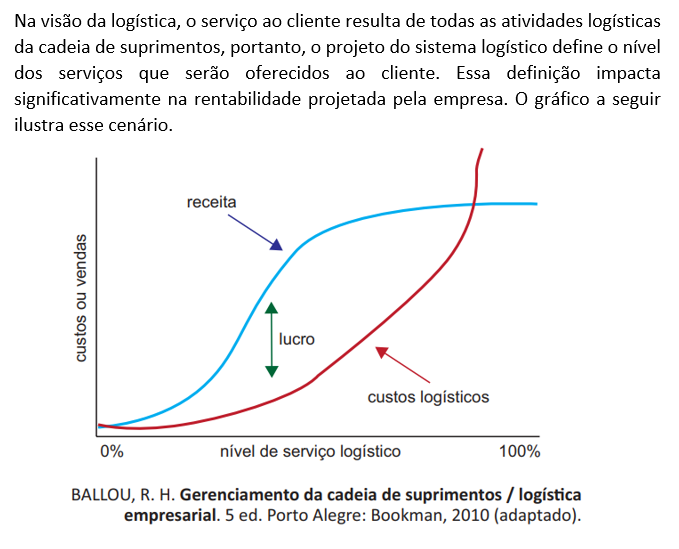 Na visão da logística, o serviço ao cliente resulta de todas as atividades logísticas
da cadeia de suprimentos, portanto, o projeto do sistema logístico define o nível
dos serviços que serão oferecidos ao cliente. Essa definição impacta
significativamente na rentabilidade projetada pela empresa. O gráfico a seguir
ilustra esse cenário.
receita
custos ou vendas
lucro
custos logísticos
0%
nível de serviço logístico
100%
BALLOU, R. H. Gerenciamento da cadeia de suprimentos / logística
empresarial. 5 ed. Porto Alegre: Bookman, 2010 (adaptado).